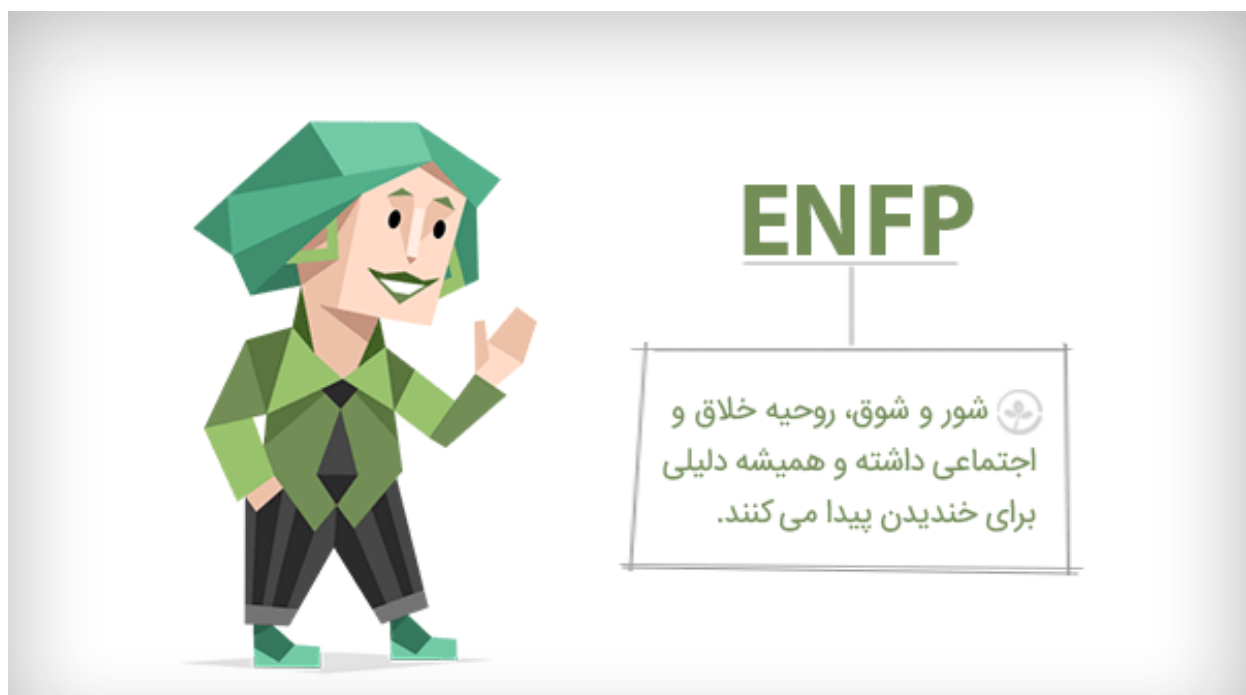 ENFP
شور و شوق، روحیه خلاق و
اجتماعی داشته و همیشه دلیلی
برای خندیدن پیدا می کنند.